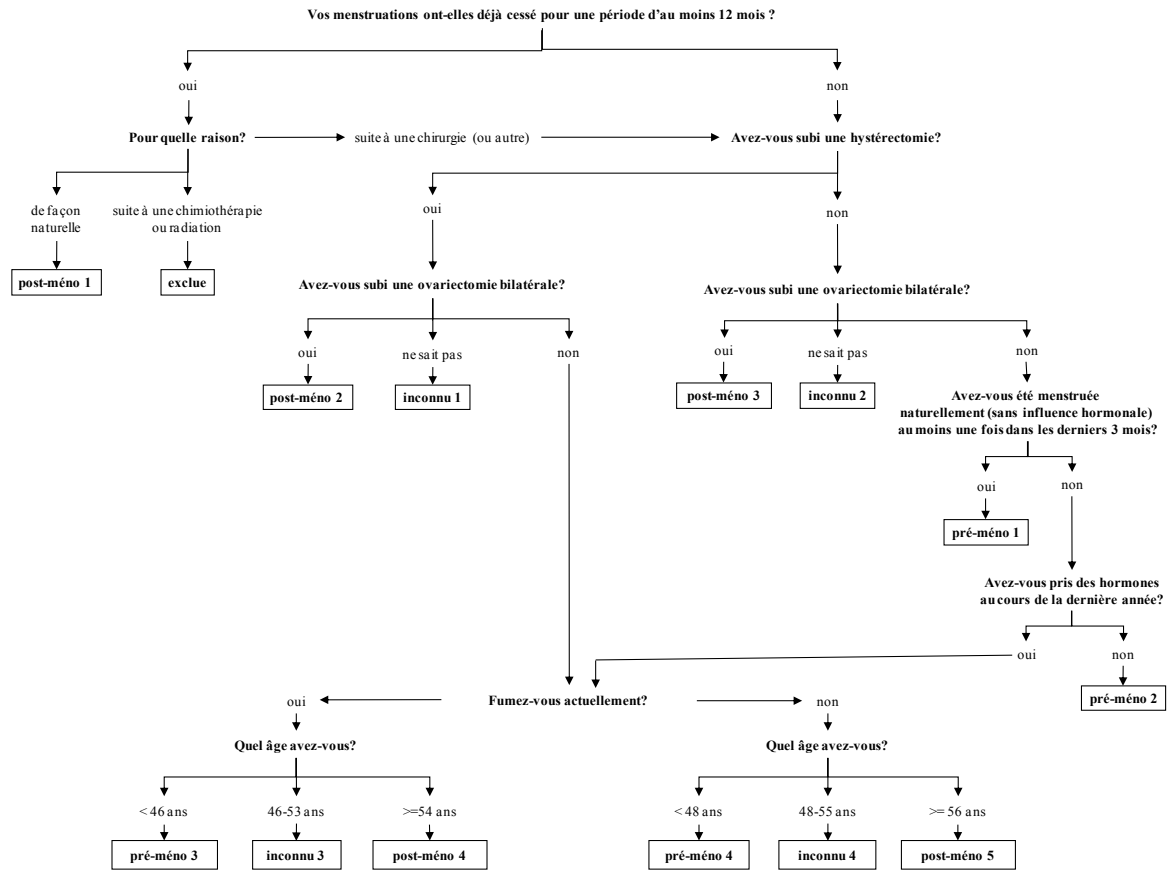 Vos menstruations ont-elles déjà cessé pour une période d'au moins 12 mois ?
oui
non
Pour quelle raison?
suite à une chirurgie (ou autre)
Avez-vous subi une hystérectomie?
de façon
naturelle
suite à une chimiothérapie
ou radiation
oui
non
post-méno 1
exclue
Avez-vous subi une ovariectomie bilatérale?
Avez-vous subi une ovariectomie bilatérale?
oui
ne sait pas
non
oui
ne sait pas
non
post-méno 2
inconnu 1
post-méno 3
inconnu 2
Avez-vous été menstruée
naturellement (sans influence hormonale)
au moins une fois dans les derniers 3 mois?
oui
non
pré-méno 1
Avez-vous pris des hormones
au cours de la dernière année?
oui
non
pré-méno 2
Fumez-vous actuellement?
oui
non
Quel âge avez-vous?
Quel âge avez-vous?
< 46 ans
46-53 ans
>=54 ans
< 48 ans
48-55 ans
>= 56 ans
pré-méno 3
inconnu 3
post-méno 4
pré-méno 4
inconnu 4
post-méno 5